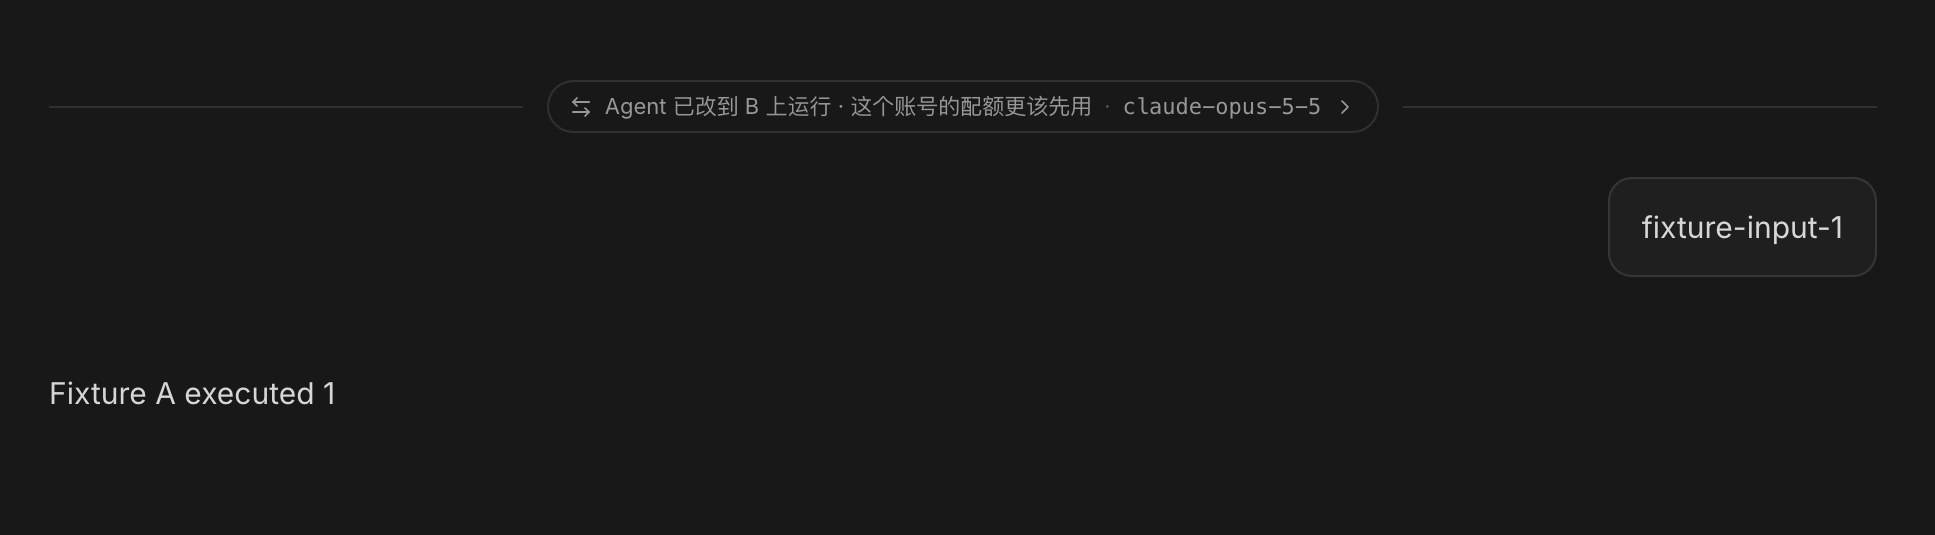 Agent 已改到 B 上运行 · 这个账号的配额更该先用 · claude-opus-5-5
fixture-input-1
Fixture A executed 1